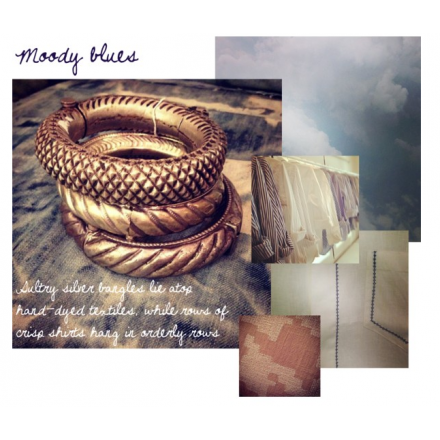 Moody blues
Sultry silver bangles lie atop
hand-dyed textiles, while rows of
crisp shirts hang in orderly rows